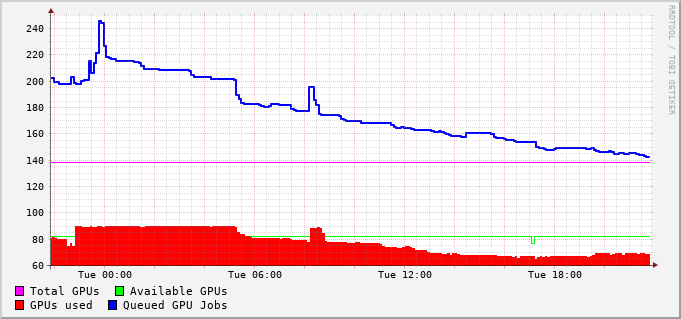 RRDTOOL / TOBI OETIKER
240
220
200
180
160
140
120
100
80
60
Tue 00:00 Tue 06:00 Tue 12:00 Tue 18:00
Total GPUs Available GPUs
GPUs used Queued GPU Jobs